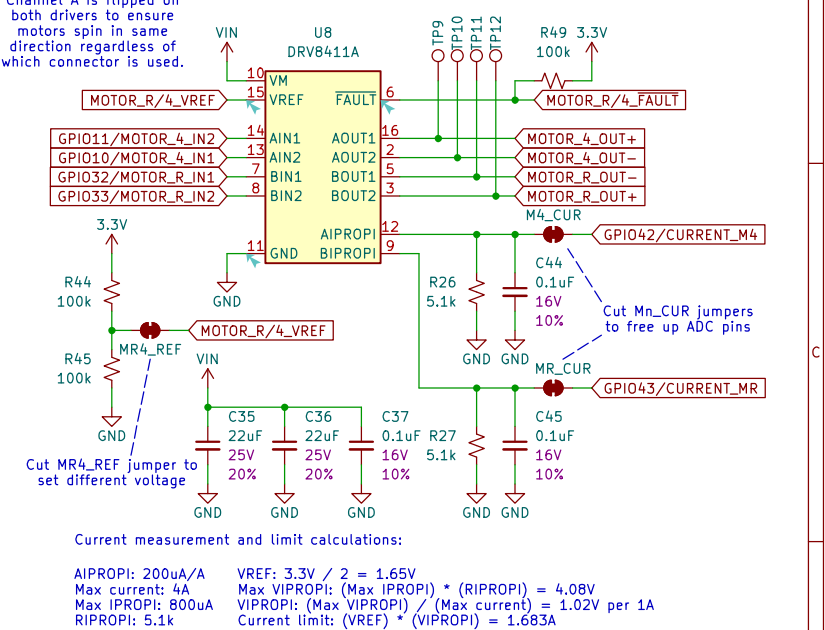 Channel A is flipped on
both drivers to ensure
motors spin in same
direction regardless of
which connector is used.
VIN
U8
DRV8411A
TP9
TP10
TP11
TP12
R49
100k
3.3V
10
VM
MOTOR_R/4_VREF
15
VREF
FAULT
6
MOTOR_R/4_FAULT
GPIO11/MOTOR_4_IN2
14
AIN1
AOUT1
16
MOTOR_4_OUT+
GPIO10/MOTOR_4_IN1
13
AIN2
AOUT2
2
MOTOR_4_OUT-
GPIO32/MOTOR_R_IN1
7
BIN1
BOUT1
5
MOTOR_R_OUT-
GPIO33/MOTOR_R_IN2
8
BIN2
BOUT2
3
MOTOR_R_OUT+
AIPROPI
12
M4_CUR
GPIO42/CURRENT_M4
11
GND
BIPROPI
9
GND
3.3V
R44
100k
MOTOR_R/4_VREF
MR4_REF
R45
100k
GND
Cut MR4_REF jumper to
set different voltage
R26
5.1k
GND
C44
0.1uF
16V
10%
GND
Cut Mn_CUR jumpers
to free up ADC pins
C
MR_CUR
GPIO43/CURRENT_MR
VIN
C35
22uF
25V
20%
GND
C36
22uF
25V
20%
GND
C37
0.1uF
16V
10%
GND
R27
5.1k
GND
C45
0.1uF
16V
10%
GND
Current measurement and limit calculations:
AIPROPI: 200uA/A
Max current: 4A
Max IPROPI: 800uA
RIPROPI: 5.1k
VREF: 3.3V / 2 = 1.65V
Max VIPROPI: (Max IPROPI) * (RIPROPI) = 4.08V
VIPROPI: (Max VIPROPI) / (Max current) = 1.02V per 1A
Current limit: (VREF) * (VIPROPI) = 1.683A